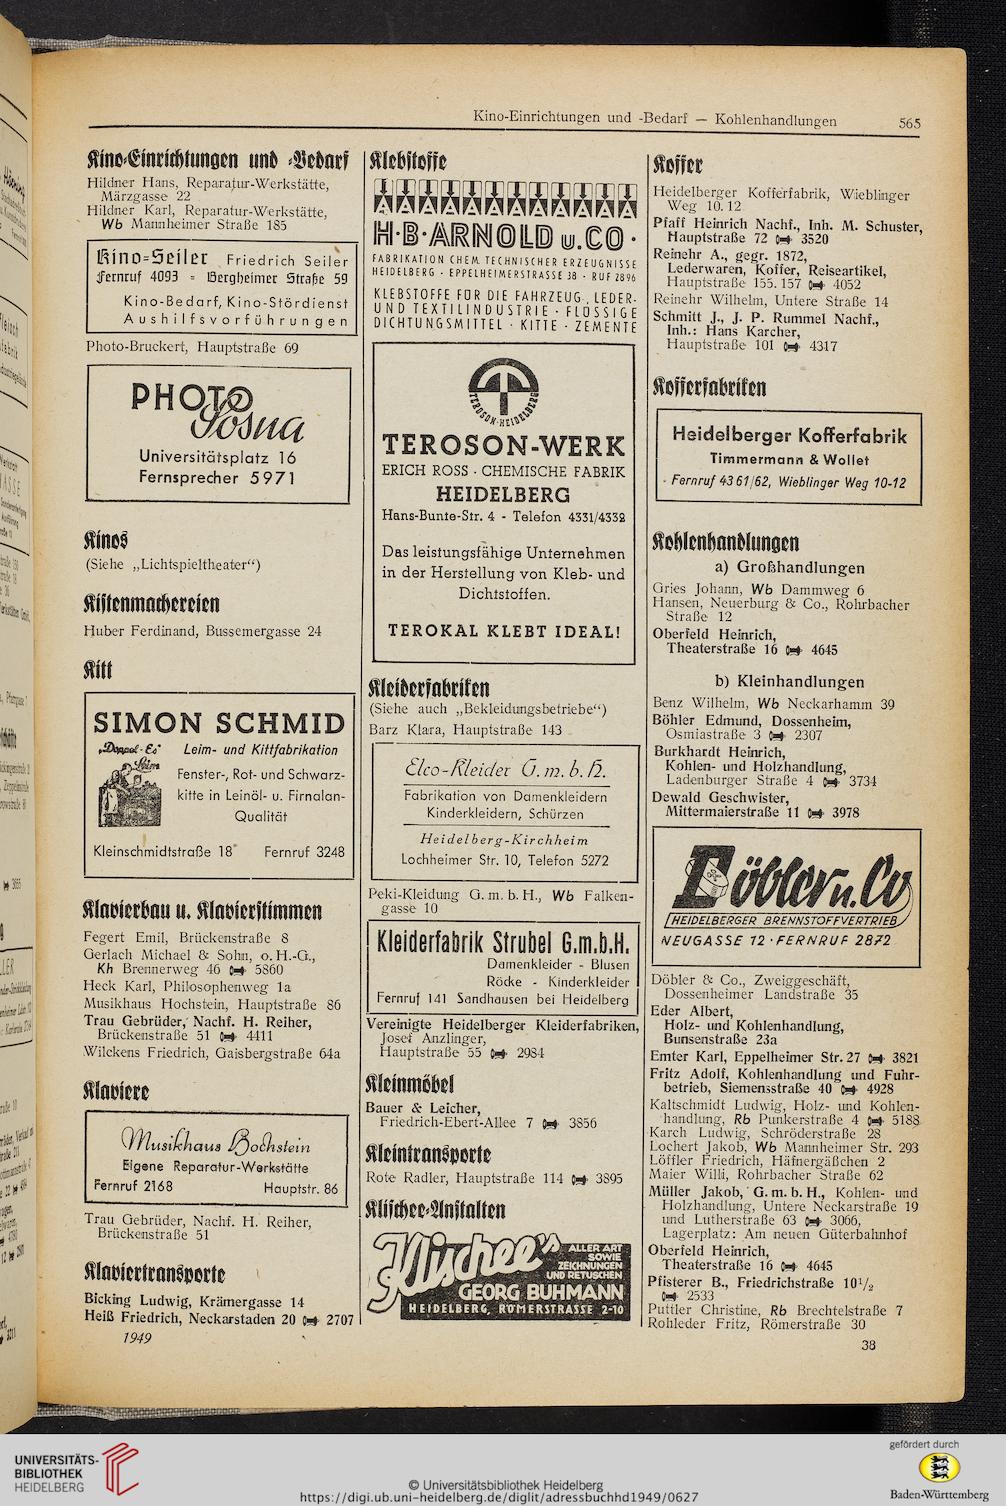 Kino-Einrichtungen und -Bedarf — Kohlenhandlungen
565
Kino-Einrichtungen und -Bedarf
Hildner Hans, Reparatur-Werkstätte,
Märzgasse 22
Hildner Karl, Reparatur-Werkstätte,
Wb Mannheimer Straße 185
Kino-Seiler Friedrich Seiler
Fernruf 4093 = Bergheimer Straße 59
Kino-Bedarf, Kino-Stördienst
Aushilfsvorführungen
Photo-Bruckert, Hauptstraße 69
PHOTO
Sosna
Universitätsplatz 16
Fernsprecher 5971
Kinos
(Siehe „Lichtspieltheater“)
Kistenmachereien
Huber Ferdinand, Bussemergasse 24
Kitt
SIMON SCHMID
„Doppel-Es“ Leim- und Kittfabrikation
Leim
Fenster-, Rot- und Schwarz-
kitte in Leinöl- u. Firnalan-
Qualität
Kleinschmidtstraße 18 Fernruf 3248
Klavierbau u. Klavierstimmen
Fegert Emil, Brückenstraße 8
Gerlach Michael & Sohn, o. H.-G.,
Kh Brennerweg 46 5860
Heck Karl, Philosophenweg 1a
Musikhaus Hochstein, Hauptstraße 86
Trau Gebrüder, Nachf. H. Reiher,
Brückenstraße 51 4411
Wilckens Friedrich, Gaisbergstraße 64a
Klaviere
Musikhaus Hochstein
Eigene Reparatur-Werkstätte
Fernruf 2168 Hauptstr. 86
Trau Gebrüder, Nachf. H. Reiher,
Brückenstraße 51
Klaviertransporte
Bicking Ludwig, Krämergasse 14
Heiß Friedrich, Neckarstaden 20 2707
1949
Klebstoffe
H·B·ARNOLD u.CO·
FABRIKATION CHEM. TECHNISCHER ERZEUGNISSE
HEIDELBERG · EPPELHEIMERSTRASSE 38 · RUF 2896
KLEBSTOFFE FÜR DIE FAHRZEUG-, LEDER-
UND TEXTILINDUSTRIE · FLÜSSIGE
DICHTUNGSMITTEL · KITTE · ZEMENTE
TEROSON·HEIDELBERG
TEROSON-WERK
ERICH ROSS · CHEMISCHE FABRIK
HEIDELBERG
Hans-Bunte-Str. 4 - Telefon 4331/4332
Das leistungsfähige Unternehmen
in der Herstellung von Kleb- und
Dichtstoffen.
TEROKAL KLEBT IDEAL!
Kleiderfabriken
(Siehe auch „Bekleidungsbetriebe“)
Barz Klara, Hauptstraße 143
Elco-Kleider G.m.b.H.
Fabrikation von Damenkleidern
Kinderkleidern, Schürzen
Heidelberg-Kirchheim
Lochheimer Str. 10, Telefon 5272
Peki-Kleidung G. m. b. H., Wb Falken-
gasse 10
Kleiderfabrik Strubel G.m.b.H.
Damenkleider - Blusen
Röcke - Kinderkleider
Fernruf 141 Sandhausen bei Heidelberg
Vereinigte Heidelberger Kleiderfabriken,
Josef Anzlinger,
Hauptstraße 55 2984
Kleinmöbel
Bauer & Leicher,
Friedrich-Ebert-Allee 7 3856
Kleintransporte
Rote Radler, Hauptstraße 114 3895
Klischee-Anstalten
Klischee's
ALLER ART
SOWIE
ZEICHNUNGEN
UND RETUSCHEN
GEORG BUHMANN
HEIDELBERG, RÖMERSTRASSE 2-10
Koffer
Heidelberger Kofferfabrik, Wieblinger
Weg 10. 12
Pfaff Heinrich Nachf., Inh. M. Schuster,
Hauptstraße 72 3520
Reinehr A., gegr. 1872,
Lederwaren, Koffer, Reiseartikel,
Hauptstraße 155. 157 4052
Reinehr Wilhelm, Untere Straße 14
Schmitt J., J. P. Rummel Nachf.,
Inh.: Hans Karcher,
Hauptstraße 101 4317
Kofferfabriken
Heidelberger Kofferfabrik
Timmermann & Wollet
Fernruf 4361/62, Wieblinger Weg 10-12
Kohlenhandlungen
a) Großhandlungen
Gries Johann, Wb Dammweg 6
Hansen, Neuerburg & Co., Rohrbacher
Straße 12
Oberfeld Heinrich,
Theaterstraße 16 4645
b) Kleinhandlungen
Benz Wilhelm, Wb Neckarhamm 39
Böhler Edmund, Dossenheim,
Osmiastraße 3 2307
Burkhardt Heinrich,
Kohlen- und Holzhandlung,
Ladenburger Straße 4 3734
Dewald Geschwister,
Mittermaierstraße 11 3978
Döbler u. Co
HEIDELBERGER BRENNSTOFFVERTRIEB
NEUGASSE 12 · FERNRUF 2872
Döbler & Co., Zweiggeschäft,
Dossenheimer Landstraße 35
Eder Albert,
Holz- und Kohlenhandlung,
Bunsenstraße 23a
Emter Karl, Eppelheimer Str. 27 3821
Fritz Adolf, Kohlenhandlung und Fuhr-
betrieb, Siemensstraße 40 4928
Kaltschmidt Ludwig, Holz- und Kohlen-
handlung, Rb Punkerstraße 4 5188
Karch Ludwig, Schröderstraße 28
Lochert Jakob, Wb Mannheimer Str. 293
Löffler Friedrich, Häfnergäßchen 2
Maier Willi, Rohrbacher Straße 62
Müller Jakob, G. m. b. H., Kohlen- und
Holzhandlung, Untere Neckarstraße 19
und Lutherstraße 63 3066,
Lagerplatz: Am neuen Güterbahnhof
Oberfeld Heinrich,
Theaterstraße 16 4645
Pfisterer B., Friedrichstraße 10 1/2
2533
Puttler Christine, Rb Brechtelstraße 7
Rohleder Fritz, Römerstraße 30
38
UNIVERSITÄTS-
BIBLIOTHEK
HEIDELBERG
© Universitätsbibliothek Heidelberg
https://digi.ub.uni-heidelberg.de/diglit/adressbuchhd1949/0627
gefördert durch
Baden-Württemberg